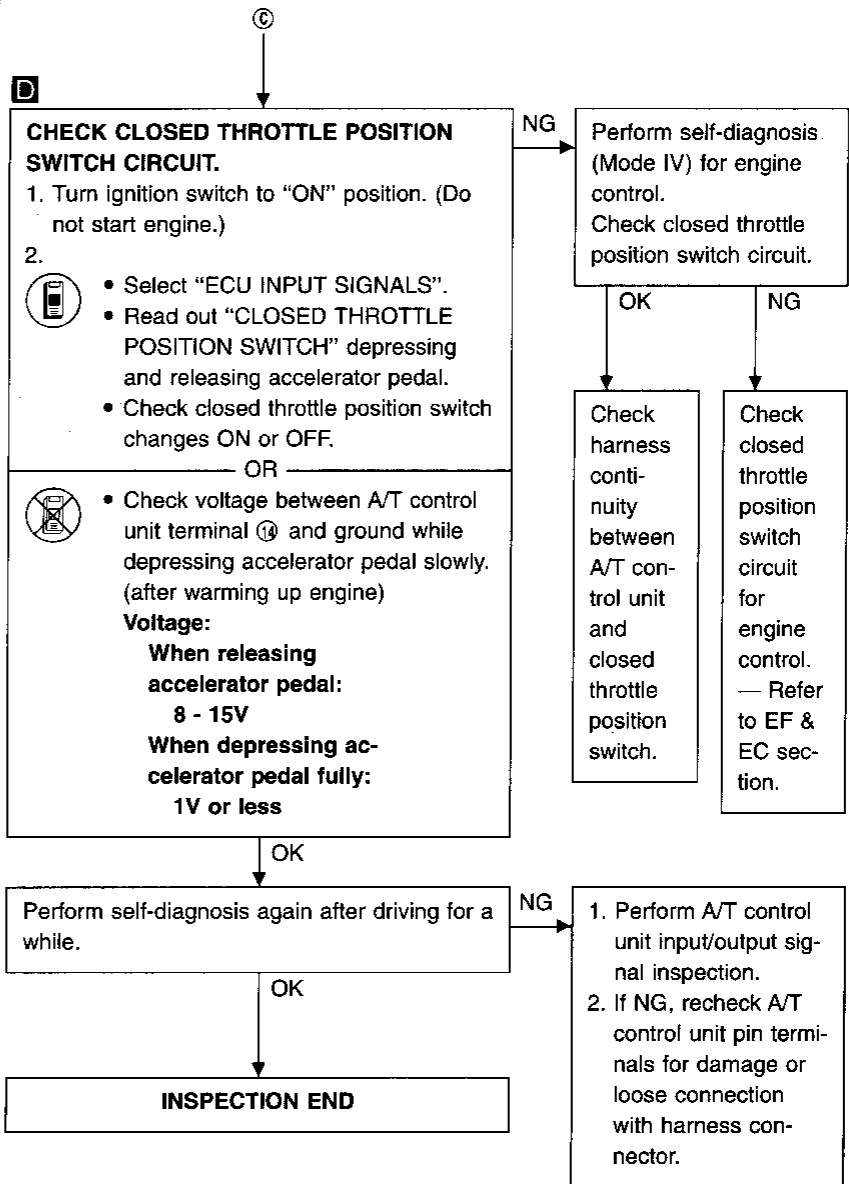 Ⓒ
D
CHECK CLOSED THROTTLE POSITION
SWITCH CIRCUIT.
1. Turn ignition switch to “ON” position. (Do
not start engine.)
2.
• Select “ECU INPUT SIGNALS”.
• Read out “CLOSED THROTTLE
POSITION SWITCH” depressing
and releasing accelerator pedal.
• Check closed throttle position switch
changes ON or OFF.
OR
• Check voltage between A/T control
unit terminal ⑭ and ground while
depressing accelerator pedal slowly.
(after warming up engine)
Voltage:
When releasing
accelerator pedal:
8 - 15V
When depressing ac-
celerator pedal fully:
1V or less
NG
Perform self-diagnosis
(Mode IV) for engine
control.
Check closed throttle
position switch circuit.
OK
NG
Check
harness
conti-
nuity
between
A/T con-
trol unit
and
closed
throttle
position
switch.
Check
closed
throttle
position
switch
circuit
for
engine
control.
— Refer
to EF &
EC sec-
tion.
OK
Perform self-diagnosis again after driving for a
while.
NG
1. Perform A/T control
unit input/output sig-
nal inspection.
2. If NG, recheck A/T
control unit pin termi-
nals for damage or
loose connection
with harness con-
nector.
OK
INSPECTION END